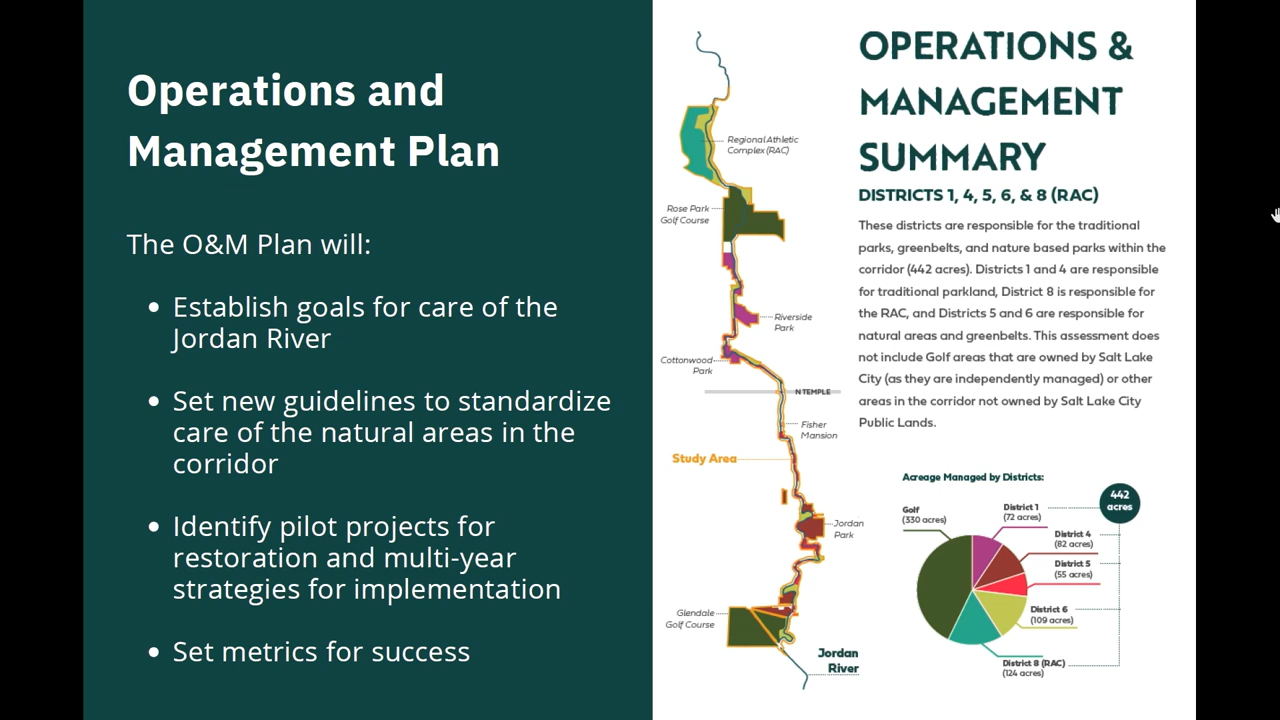 Operations and
Management Plan
The O&M Plan will:
• Establish goals for care of the
Jordan River
• Set new guidelines to standardize
care of the natural areas in the
corridor
• Identify pilot projects for
restoration and multi-year
strategies for implementation
• Set metrics for success
Regional Athletic
Complex (RAC)
Rose Park
Golf Course
Riverside
Park
Cottonwood
Park
N TEMPLE
Fisher
Mansion
Study Area
Jordan
Park
Glendale
Golf Course
Jordan
River
OPERATIONS &
MANAGEMENT
SUMMARY
DISTRICTS 1, 4, 5, 6, & 8 (RAC)
These districts are responsible for the traditional
parks, greenbelts, and nature based parks within the
corridor (442 acres). Districts 1 and 4 are responsible
for traditional parkland, District 8 is responsible for
the RAC, and Districts 5 and 6 are responsible for
natural areas and greenbelts. This assessment does
not include Golf areas that are owned by Salt Lake
City (as they are independently managed) or other
areas in the corridor not owned by Salt Lake City
Public Lands.
Acreage Managed by Districts:
442
acres
Golf
(330 acres)
District 1
(72 acres)
District 4
(82 acres)
District 5
(55 acres)
District 6
(109 acres)
District 8 (RAC)
(124 acres)